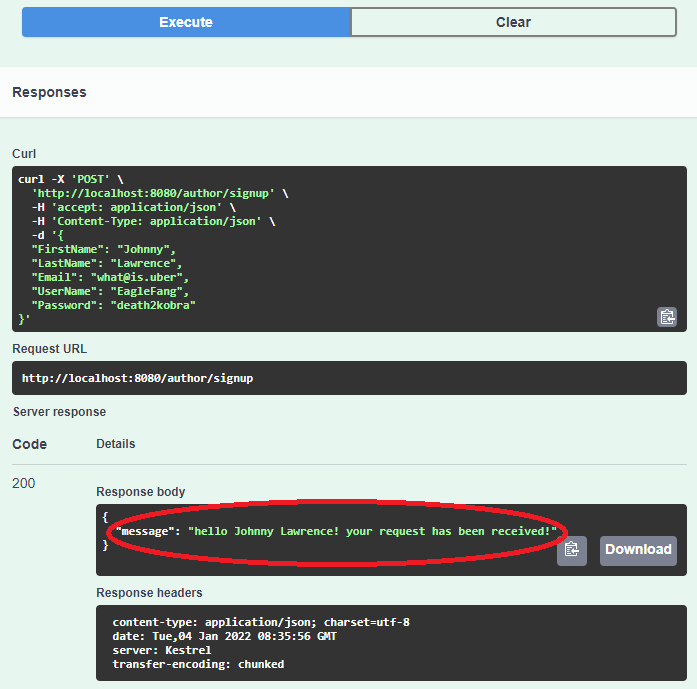 Execute
Clear
Responses
Curl
curl -X 'POST' \
'http://localhost:8080/author/signup' \
-H 'accept: application/json' \
-H 'Content-Type: application/json' \
-d '{
"FirstName": "Johnny",
"LastName": "Lawrence",
"Email": "what@is.uber",
"UserName": "EagleFang",
"Password": "death2kobra"
}'
Request URL
http://localhost:8080/author/signup
Server response
Code
Details
200
Response body
{
"message": "hello Johnny Lawrence! your request has been received!"
}
Download
Response headers
content-type: application/json; charset=utf-8
date: Tue,04 Jan 2022 08:35:56 GMT
server: Kestrel
transfer-encoding: chunked